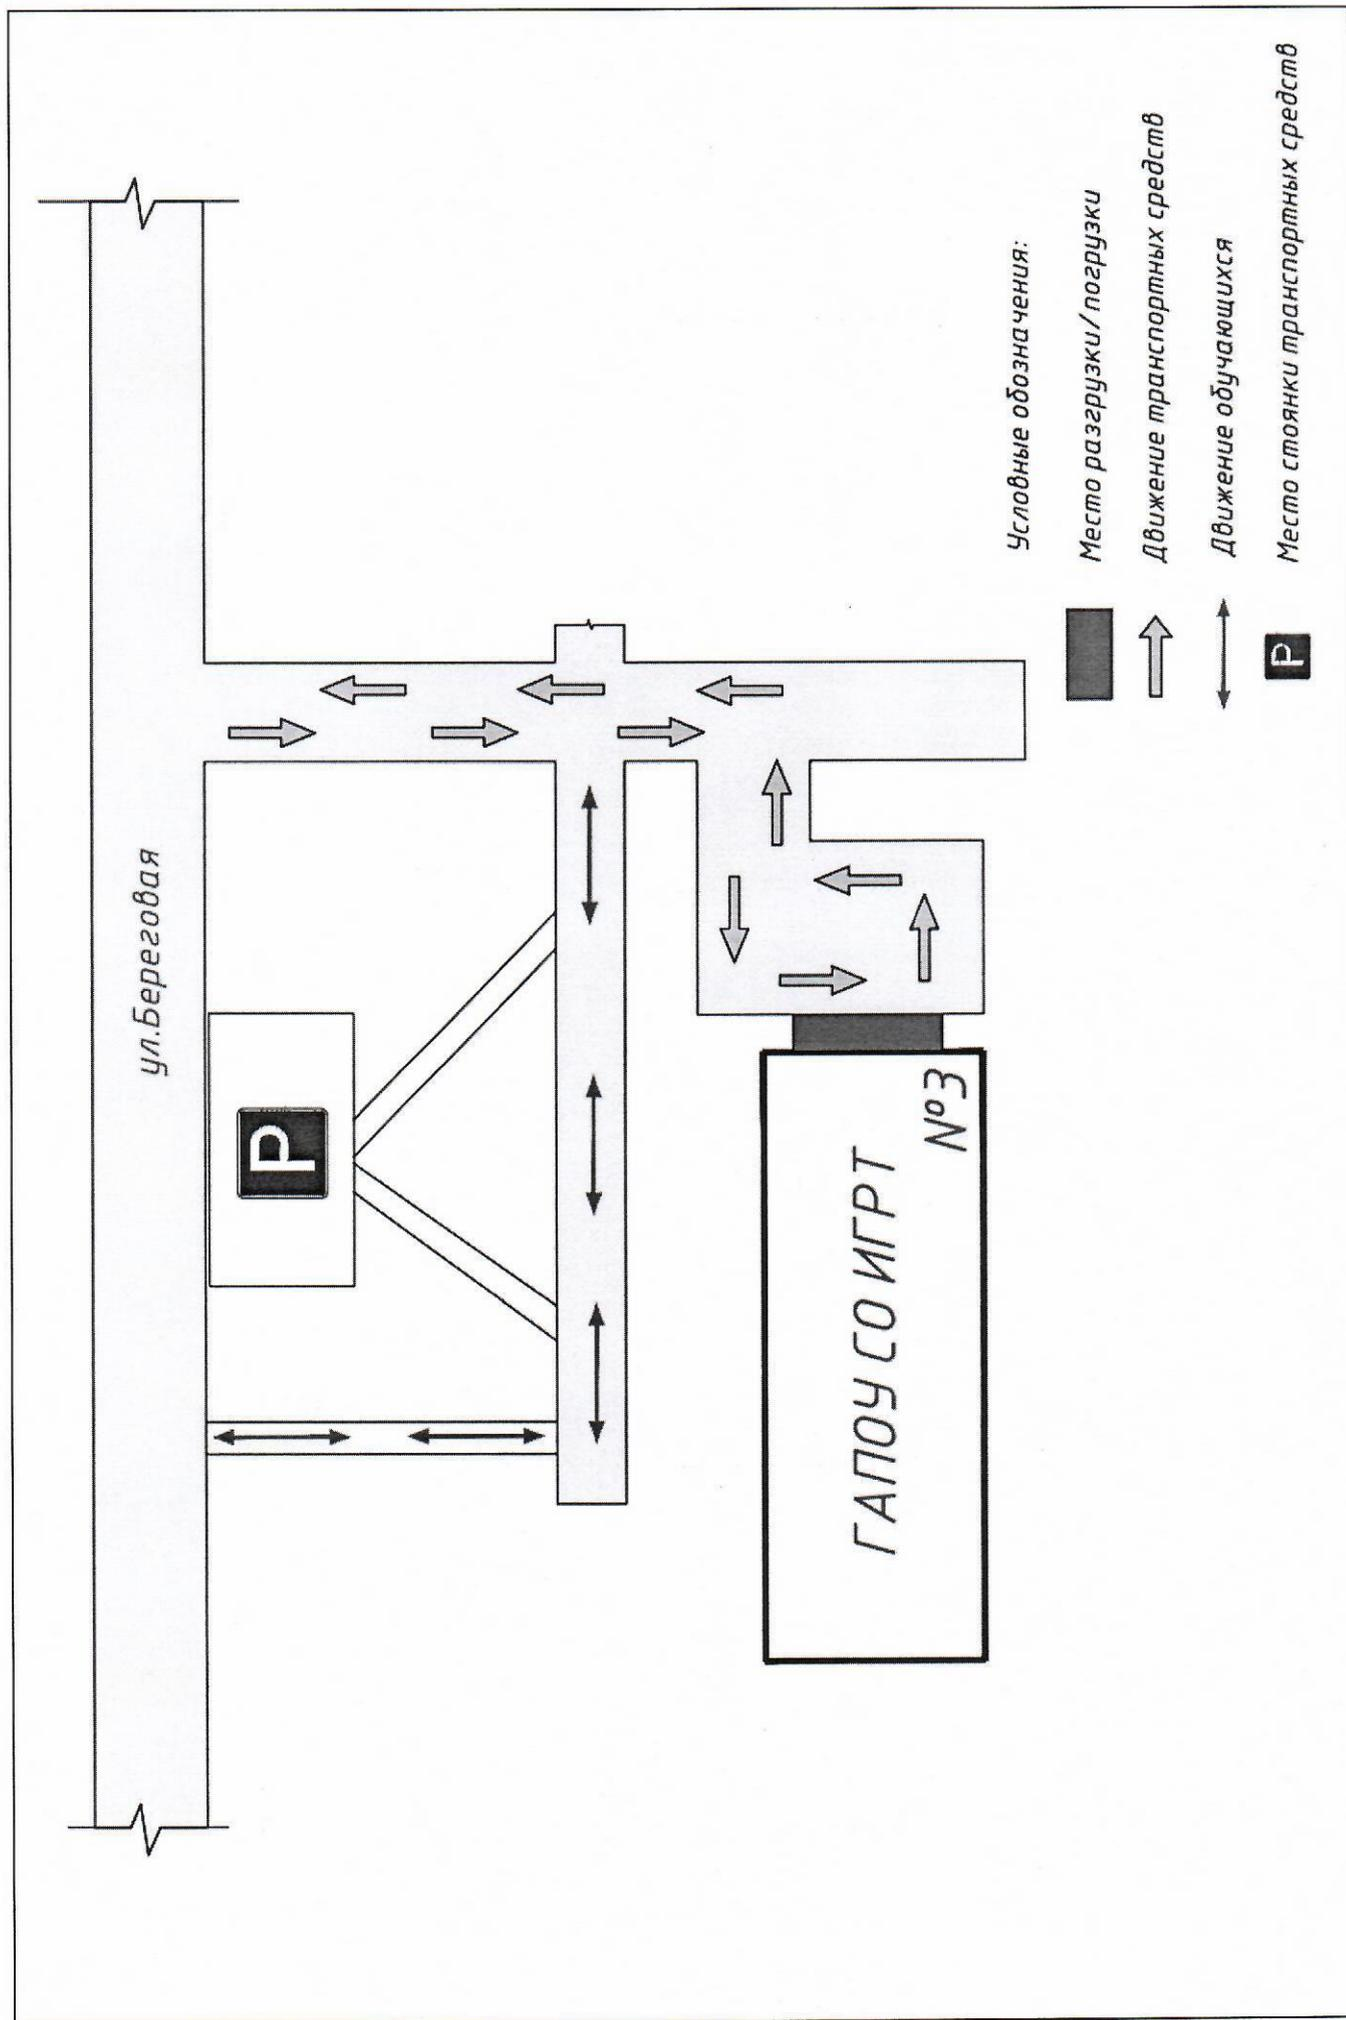 ул.Береговая
P
ГАПОУ СО ИГРТ
№3
Условные обозначения:
Место разгрузки/погрузки
Движение транспортных средств
Движение обучающихся
P
Место стоянки транспортных средств